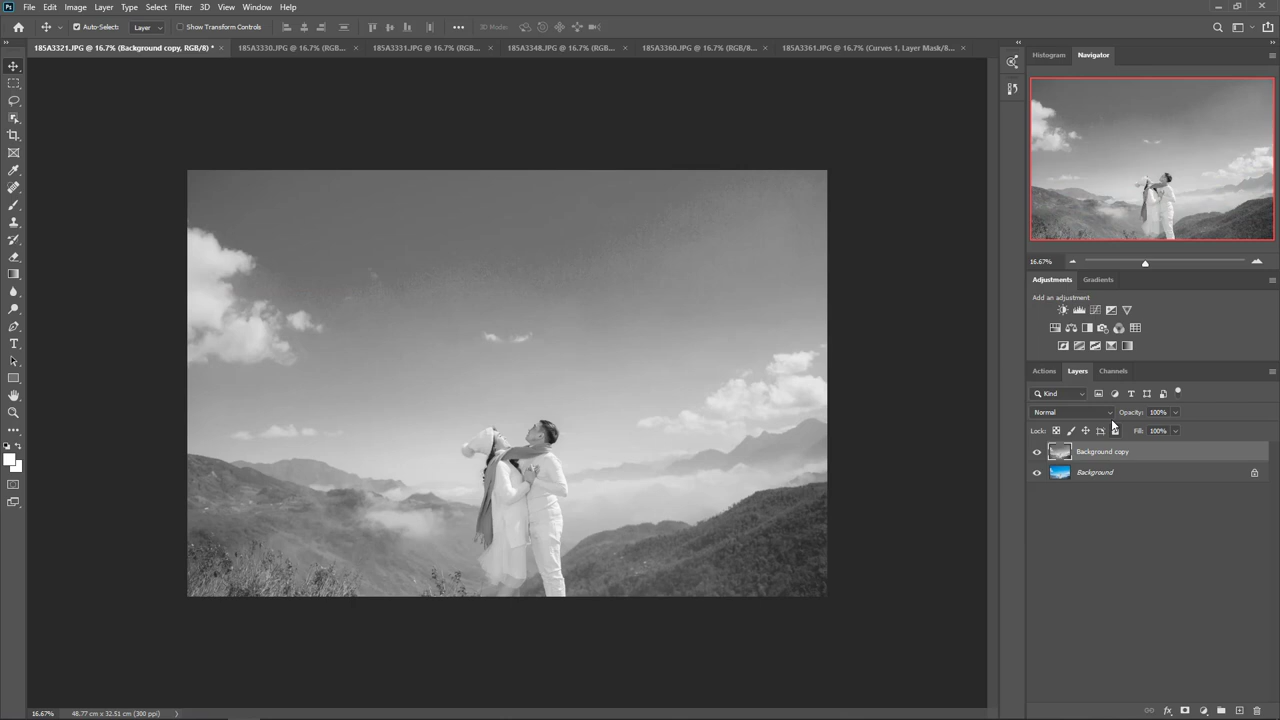 Ps File Edit Image Layer Type Select Filter 3D View Window Help
Auto-Select: Layer Show Transform Controls 3D Mode:
185A3321.JPG @ 16.7% (Background copy, RGB/8) * × 185A3330.JPG @ 16.7% (RGB... × 185A3331.JPG @ 16.7% (RGB... × 185A3348.JPG @ 16.7% (RGB... × 185A3360.JPG @ 16.7% (RGB/8... × 185A3361.JPG @ 16.7% (Curves 1, Layer Mask/8... ×
Histogram Navigator
16.67%
Adjustments Gradients
Add an adjustment
Actions Layers Channels
Kind
Normal Opacity: 100%
Lock: Fill: 100%
Background copy
Background
16.67% 48.77 cm x 32.51 cm (300 ppi)